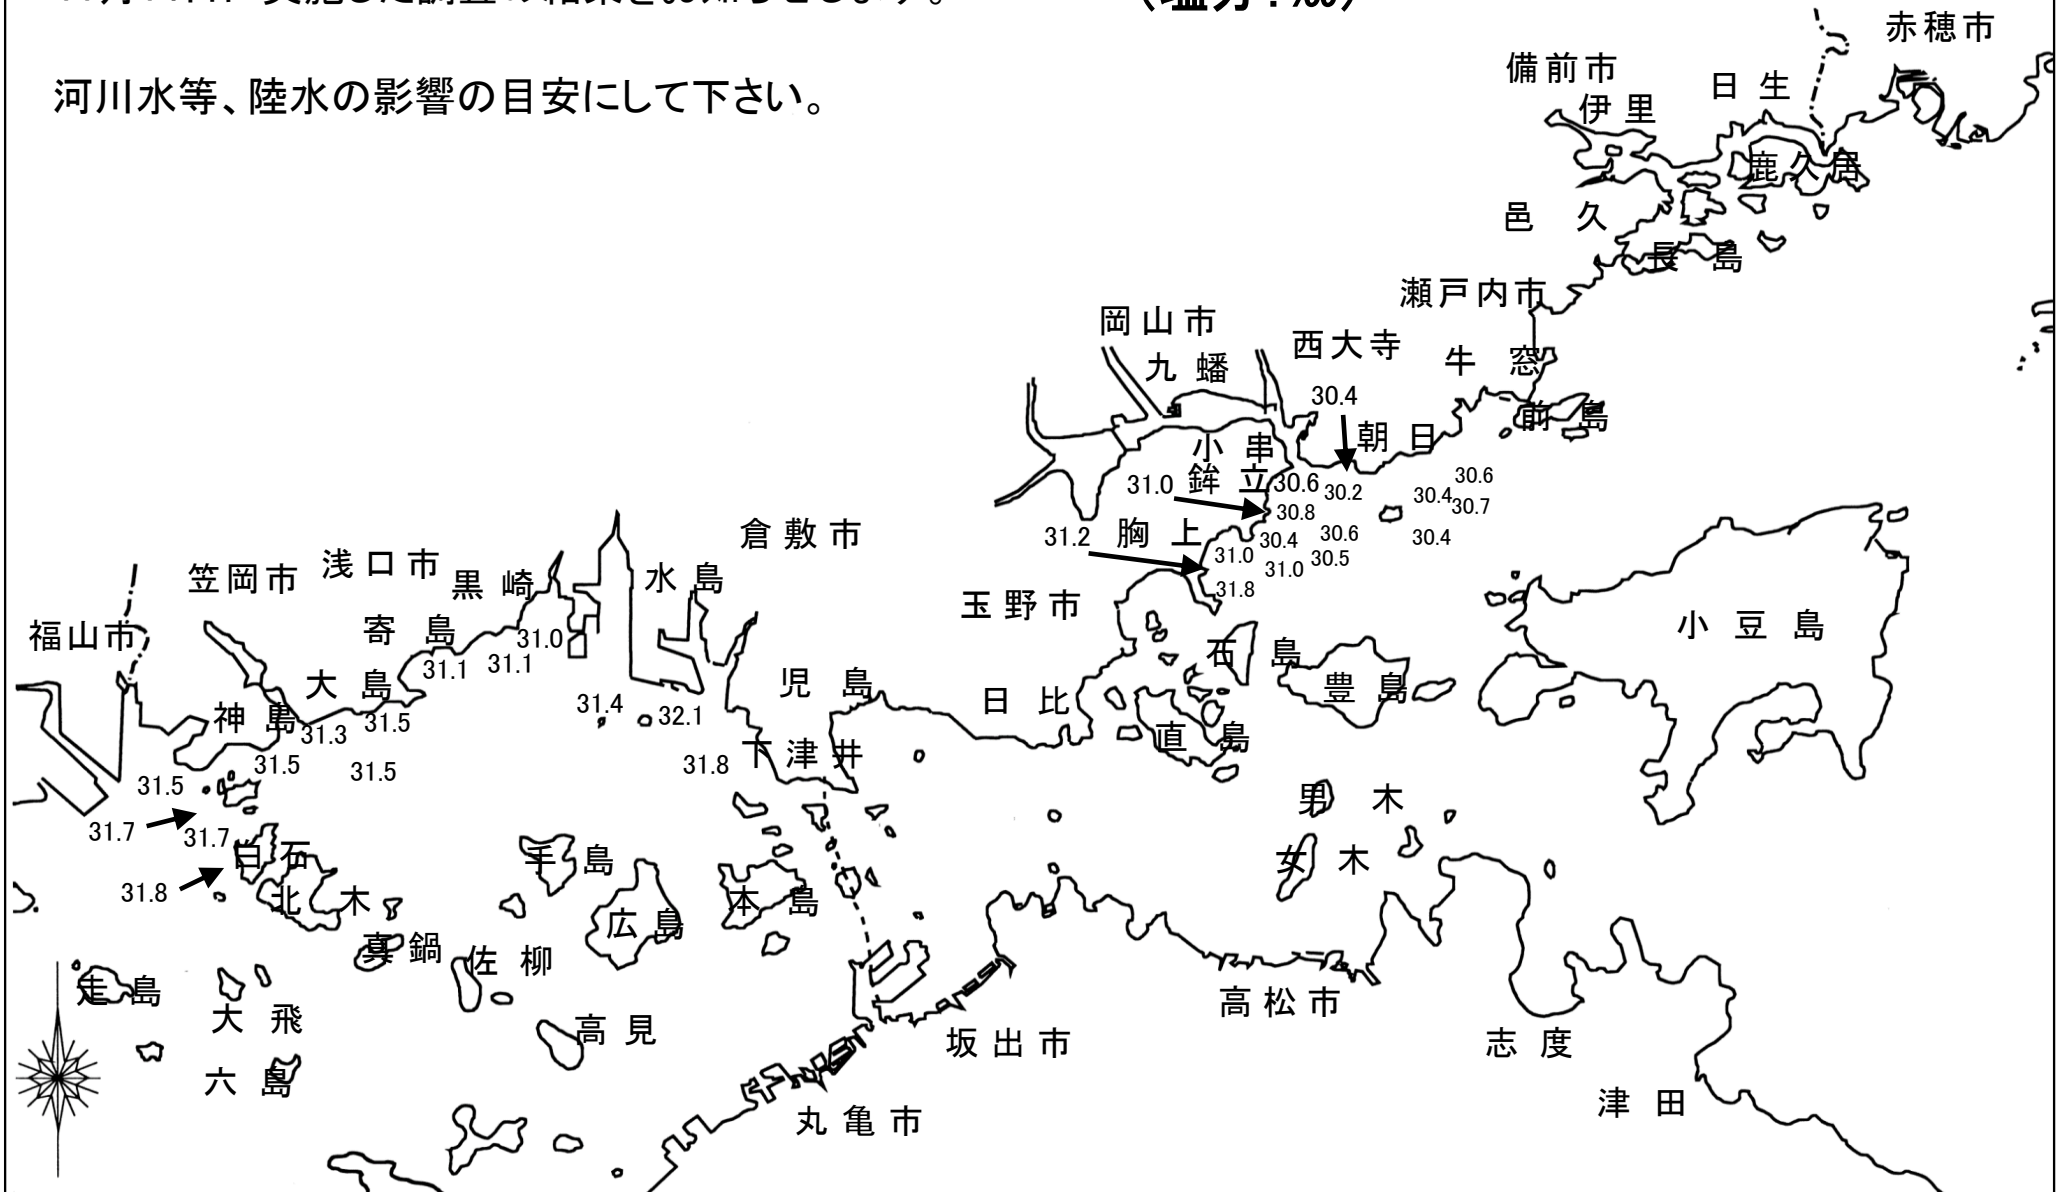 (塩分:‰)
河川水等、陸水の影響の目安にして下さい。
赤穂市
備前市
日生
伊里
鹿久居
邑久
長島
瀬戸内市
岡山市
西大寺
九蟠
牛窓
30.4
前島
朝日
小串
31.0 鉾立 30.6 30.2 30.4 30.6
30.7
30.8
31.2 胸上 30.4 30.6 30.4
31.0 31.0 30.5
31.8
倉敷市
笠岡市 浅口市 黒崎 水島
玉野市
小豆島
福山市 寄島 31.0
31.1 31.1
石島
大島 児島 日比 豊島
神島 31.3 31.5 31.4 32.1
直島
31.5 31.5 31.8 下津井
31.5
男木
31.7 31.7
白石 手島 女木
31.8 北木 広島 本島
真鍋 佐柳
走島 大飛 高見 坂出市 高松市 志度
六島
丸亀市 津田